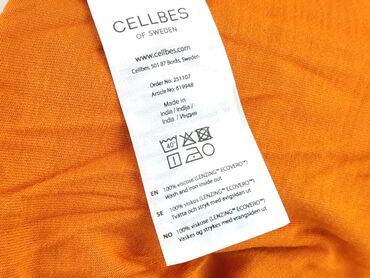 CELLBES
OF SWEDEN
www.cellbes.com
Cellbes, 501 87 Borås, Sweden
Order No: 231107
Article No: 819948
Made in
India / Indija /
India / Индия
40°
EN 100% viscose (LENZING™ ECOVERO™)
Wash and iron inside out
SE 100% viskos (LENZING™ ECOVERO™)
Tvätta och stryk med avigsidan ut
NO 100% viskose (LENZING™ ECOVERO™)
Vaskes og strykes med vrangsiden ut